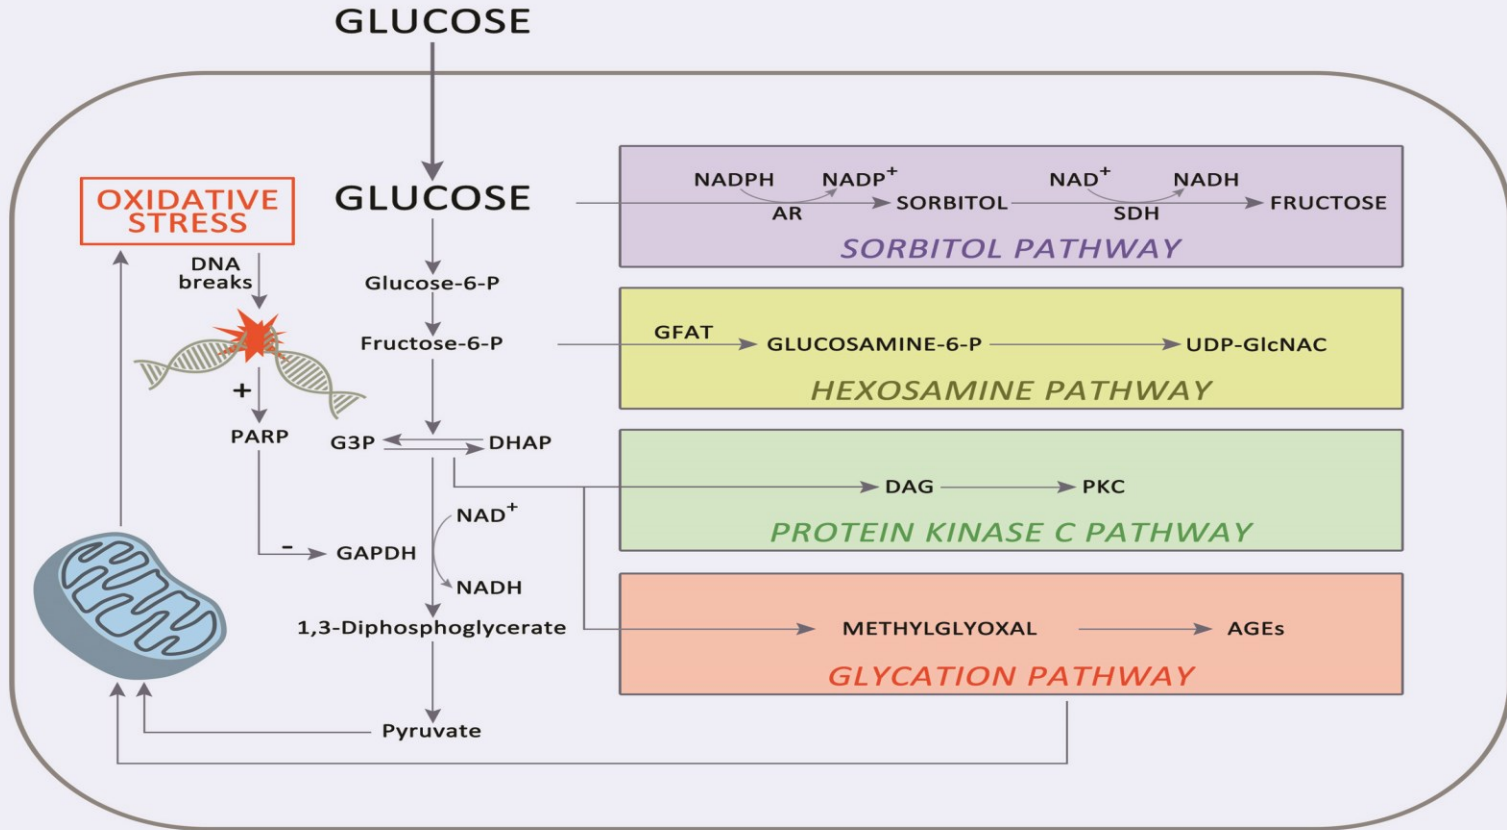 GLUCOSE
OXIDATIVE
STRESS
GLUCOSE
NADPH
NADP+
AR
SORBITOL
NAD+
NADH
SDH
FRUCTOSE
SORBITOL PATHWAY
DNA
breaks
Glucose-6-P
Fructose-6-P
GFAT
GLUCOSAMINE-6-P
UDP-GlcNAC
HEXOSAMINE PATHWAY
+
PARP
G3P
DHAP
DAG
PKC
PROTEIN KINASE C PATHWAY
NAD+
-
GAPDH
NADH
1,3-Diphosphoglycerate
METHYLGLYOXAL
AGEs
GLYCATION PATHWAY
Pyruvate